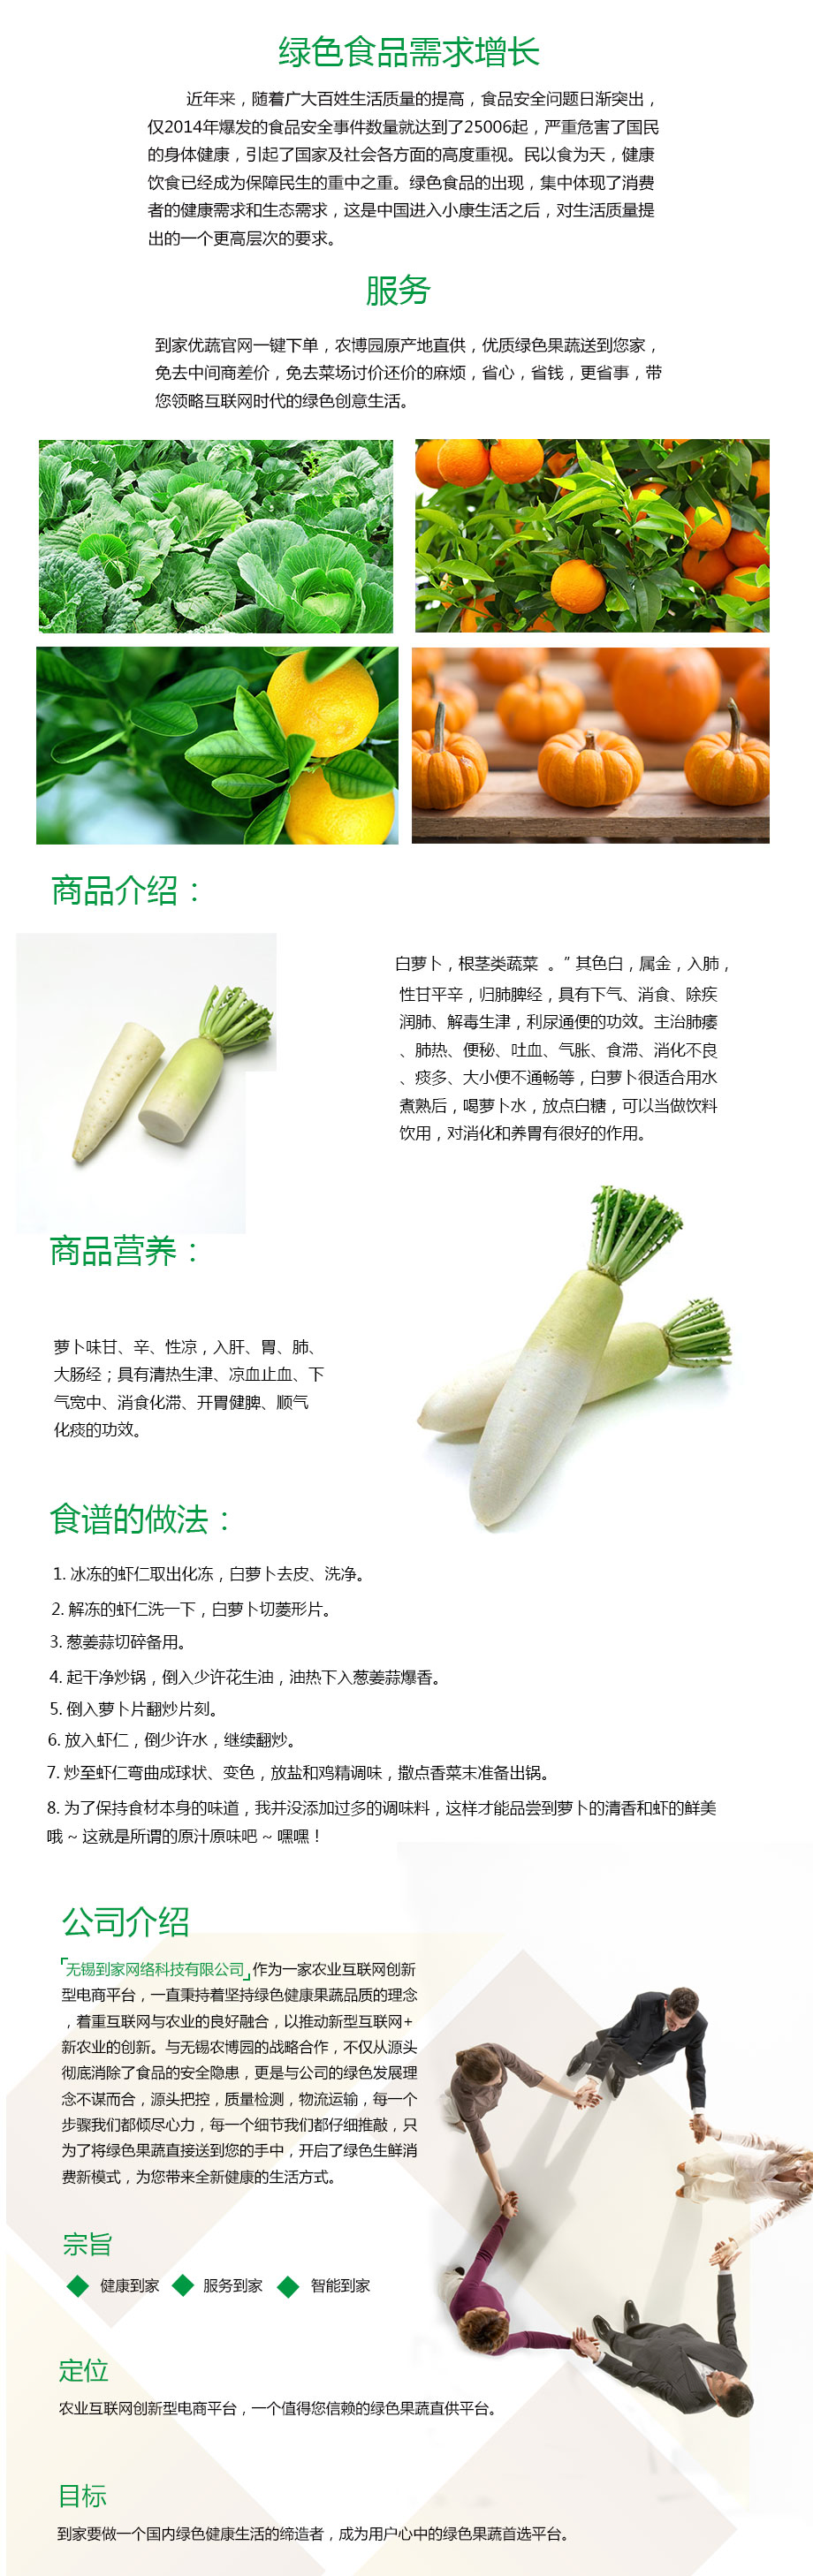 绿色食品需求增长
近年来，随着广大百姓生活质量的提高，食品安全问题日渐突出，
仅2014年爆发的食品安全事件数量就达到了25006起，严重危害了国民
的身体健康，引起了国家及社会各方面的高度重视。民以食为天，健康
饮食已经成为保障民生的重中之重。绿色食品的出现，集中体现了消费
者的健康需求和生态需求，这是中国进入小康生活之后，对生活质量提
出的一个更高层次的要求。
服务
到家优蔬官网一键下单，农博园原产地直供，优质绿色果蔬送到您家，
免去中间商差价，免去菜场讨价还价的麻烦，省心，省钱，更省事，带
您领略互联网时代的绿色创意生活。
商品介绍：
白萝卜，根茎类蔬菜 。”其色白，属金，入肺，
性甘平辛，归肺脾经，具有下气、消食、除疾
润肺、解毒生津，利尿通便的功效。主治肺痿
、肺热、便秘、吐血、气胀、食滞、消化不良
、痰多、大小便不通畅等，白萝卜很适合用水
煮熟后，喝萝卜水，放点白糖，可以当做饮料
饮用，对消化和养胃有很好的作用。
商品营养：
萝卜味甘、辛、性凉，入肝、胃、肺、
大肠经；具有清热生津、凉血止血、下
气宽中、消食化滞、开胃健脾、顺气
化痰的功效。
食谱的做法：
1. 冰冻的虾仁取出化冻，白萝卜去皮、洗净。
2. 解冻的虾仁洗一下，白萝卜切菱形片。
3. 葱姜蒜切碎备用。
4. 起干净炒锅，倒入少许花生油，油热下入葱姜蒜爆香。
5. 倒入萝卜片翻炒片刻。
6. 放入虾仁，倒少许水，继续翻炒。
7. 炒至虾仁弯曲成球状、变色，放盐和鸡精调味，撒点香菜末准备出锅。
8. 为了保持食材本身的味道，我并没添加过多的调味料，这样才能品尝到萝卜的清香和虾的鲜美
哦~这就是所谓的原汁原味吧~嘿嘿！
公司介绍
「无锡到家网络科技有限公司」作为一家农业互联网创新
型电商平台，一直秉持着坚持绿色健康果蔬品质的理念
，着重互联网与农业的良好融合，以推动新型互联网+
新农业的创新。与无锡农博园的战略合作，不仅从源头
彻底消除了食品的安全隐患，更是与公司的绿色发展理
念不谋而合，源头把控，质量检测，物流运输，每一个
步骤我们都倾尽心力，每一个细节我们都仔细推敲，只
为了将绿色果蔬直接送到您的手中，开启了绿色生鲜消
费新模式，为您带来全新健康的生活方式。
宗旨
健康到家 服务到家 智能到家
定位
农业互联网创新型电商平台，一个值得您信赖的绿色果蔬直供平台。
目标
到家要做一个国内绿色健康生活的缔造者，成为用户心中的绿色果蔬首选平台。